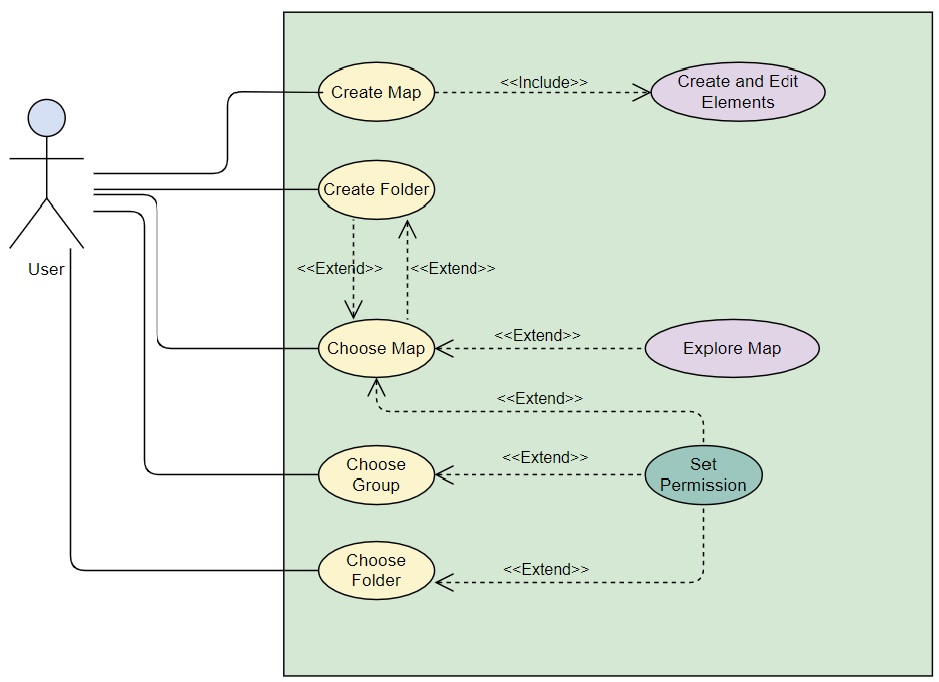 Create Map
<<Include>>
Create and Edit
Elements
Create Folder
User
<<Extend>>
<<Extend>>
Choose Map
<<Extend>>
Explore Map
<<Extend>>
Choose
Group
<<Extend>>
Set
Permission
Choose
Folder
<<Extend>>